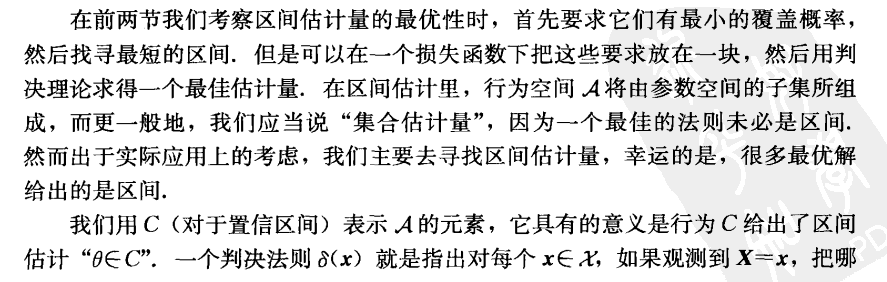 在前两节我们考察区间估计量的最优性时，首先要求它们有最小的覆盖概率，
然后找寻最短的区间．但是可以在一个损失函数下把这些要求放在一块，然后用判
决理论求得一个最佳估计量．在区间估计里，行为空间 𝒜 将由参数空间的子集所组
成，而更一般地，我们应当说“集合估计量”，因为一个最佳的法则未必是区间．
然而出于实际应用上的考虑，我们主要去寻找区间估计量，幸运的是，很多最优解
给出的是区间．
我们用 C（对于置信区间）表示 𝒜 的元素，它具有的意义是行为 C 给出了区间
估计“θ∈C”．一个判决法则 δ(x) 就是指出对每个 x∈𝒳，如果观测到 X=x，把哪